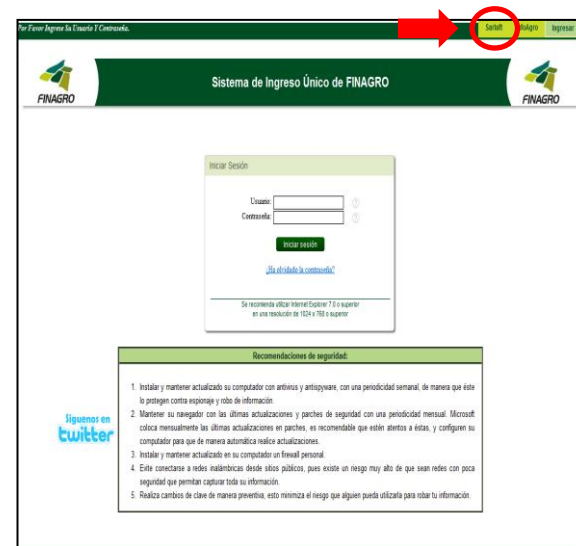 Por Favor Ingrese Su Usuario Y Contraseña.
Sarlaft
InfoAgro
Ingresar
FINAGRO
Sistema de Ingreso Único de FINAGRO
FINAGRO
Iniciar Sesión
Usuario:
Contraseña:
Iniciar sesión
¿Ha olvidado la contraseña?
Se recomienda utilizar Internet Explorer 7.0 o superior
en una resolución de 1024 x 768 o superior
Recomendaciones de seguridad:
1. Instalar y mantener actualizado su computador con antivirus y antispyware, con una periodicidad semanal, de manera que éste
lo protegen contra espionaje y robo de información.
2. Mantener su navegador con las últimas actualizaciones y parches de seguridad con una periodicidad mensual. Microsoft
coloca mensualmente las últimas actualizaciones en parches, es recomendable que estén atentos a éstas, y configuren su
computador para que de manera automática realice actualizaciones.
3. Instalar y mantener actualizado en su computador un firewall personal.
4. Evite conectarse a redes inalámbricas desde sitios públicos, pues existe un riesgo muy alto de que sean redes con poca
seguridad que permitan capturar toda su información.
5. Realiza cambios de clave de manera preventiva, esto minimiza el riesgo que alguien pueda utilizarla para robar tu información.
Síguenos en
twitter